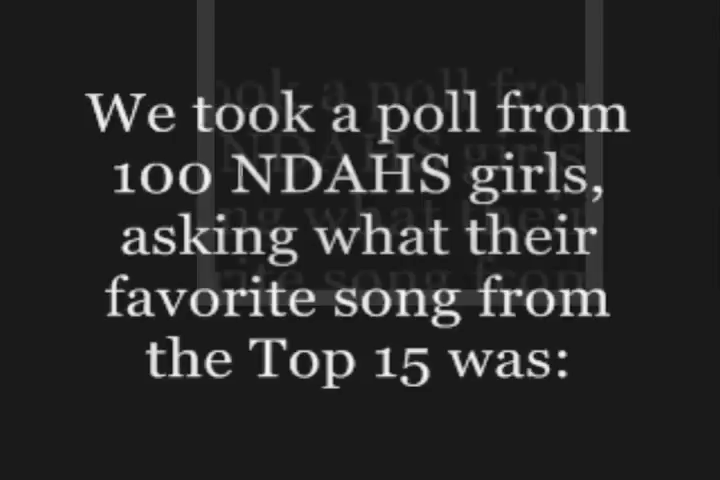 We took a poll from
100 NDAHS girls,
asking what their
favorite song from
the Top 15 was: